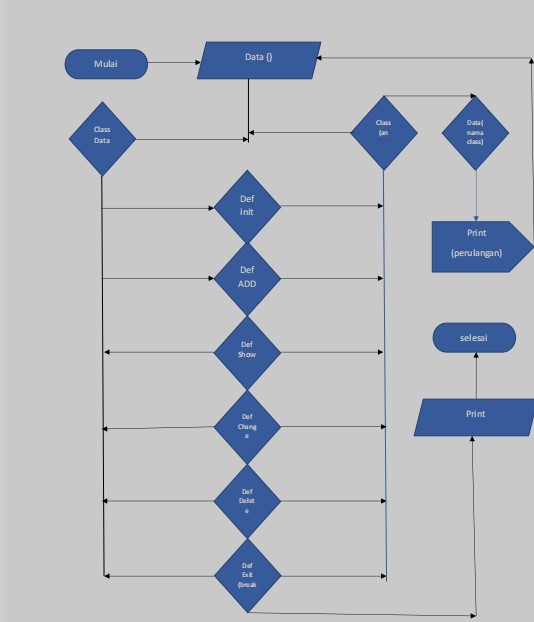 Data {}
Mulai
Class
Data
Class
(an
Data(
nama
class)
Def
init
Print
(perulangan)
Def
ADD
selesai
Def
Show
Print
Def
Chang
e
Def
Delet
e
Def
Exit
(break